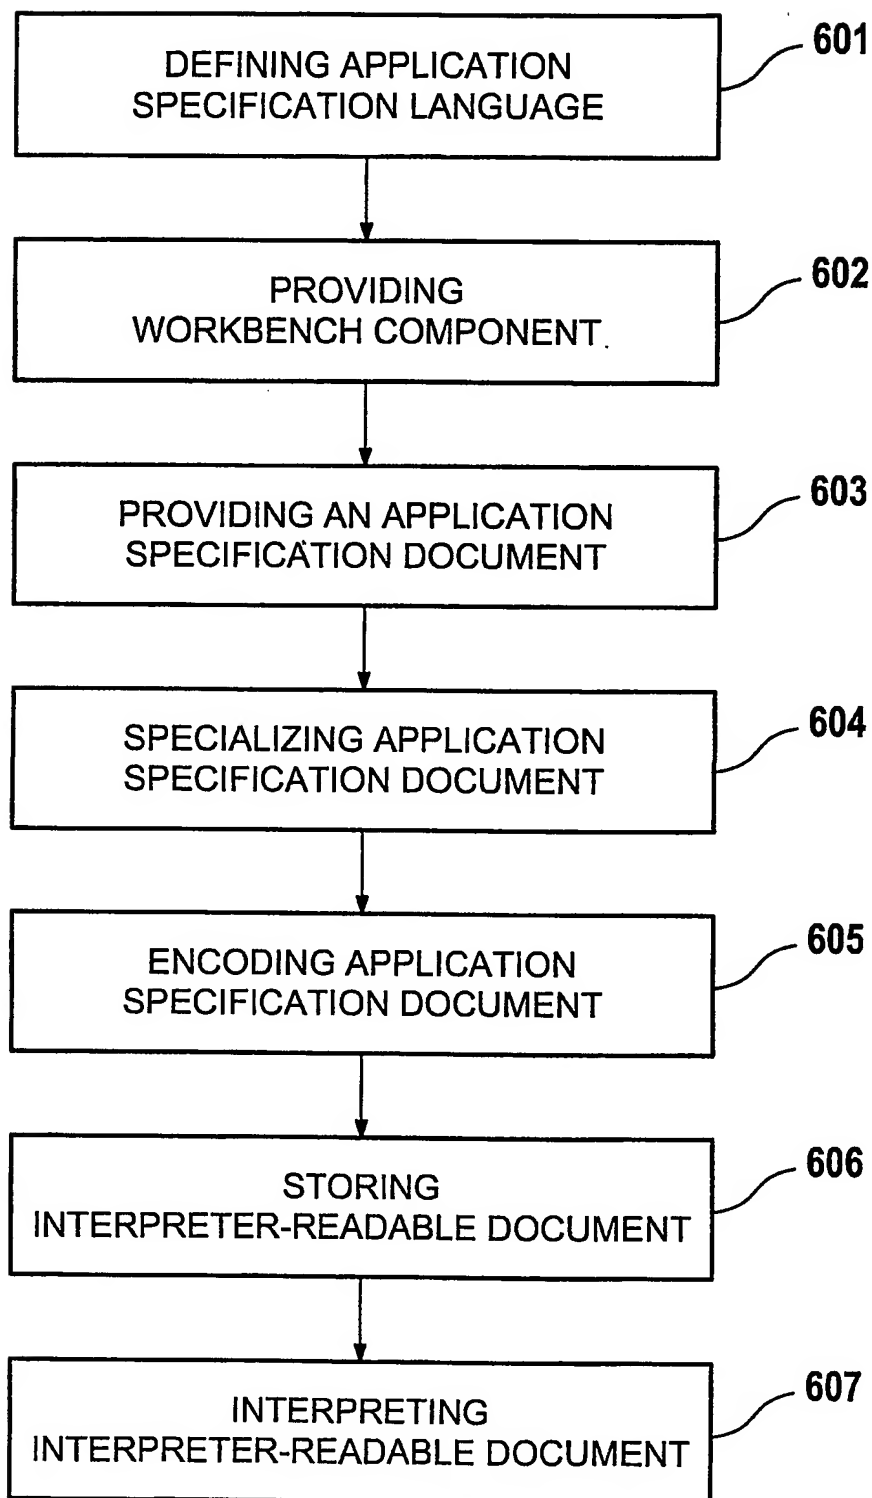 601
DEFINING APPLICATION
SPECIFICATION LANGUAGE
602
PROVIDING
WORKBENCH COMPONENT
603
PROVIDING AN APPLICATION
SPECIFICATION DOCUMENT
604
SPECIALIZING APPLICATION
SPECIFICATION DOCUMENT
605
ENCODING APPLICATION
SPECIFICATION DOCUMENT
606
STORING
INTERPRETER-READABLE DOCUMENT
607
INTERPRETING
INTERPRETER-READABLE DOCUMENT